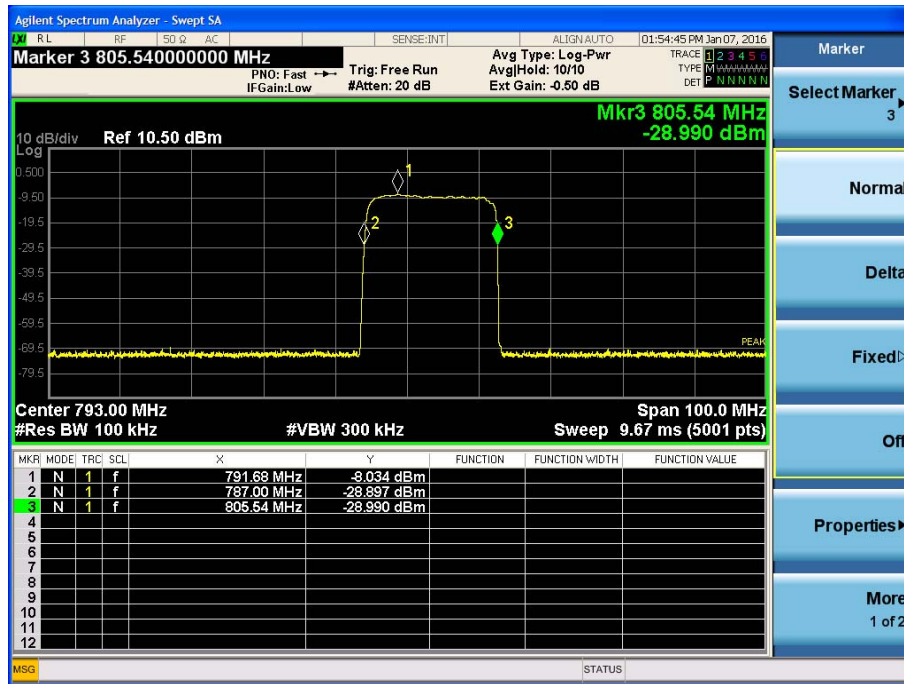 Agilent Spectrum Analyzer - Swept SA
LXI RL RF 50 Ω AC SENSE:INT ALIGN AUTO 01:54:45 PM Jan 07, 2016
Marker 3 805.540000000 MHz
PNO: Fast
IFGain:Low
Trig: Free Run
#Atten: 20 dB
Avg Type: Log-Pwr
Avg|Hold: 10/10
Ext Gain: -0.50 dB
TRACE 1 2 3 4 5 6
TYPE M W W W W W
DET P N N N N N
Mkr3 805.54 MHz
-28.990 dBm
10 dB/div Ref 10.50 dBm
Log
0.500
-9.50
-19.5
-29.5
-39.5
-49.5
-59.5
-69.5
-79.5
1
2
3
PEAK
Center 793.00 MHz Span 100.0 MHz
#Res BW 100 kHz #VBW 300 kHz Sweep 9.67 ms (5001 pts)
MKR MODE TRC SCL X Y FUNCTION FUNCTION WIDTH FUNCTION VALUE
1 N 1 f 791.68 MHz -8.034 dBm
2 N 1 f 787.00 MHz -28.897 dBm
3 N 1 f 805.54 MHz -28.990 dBm
4
5
6
7
8
9
10
11
12
MSG STATUS
Marker
Select Marker
3
Normal
Delta
Fixed
Off
Properties
More
1 of 2